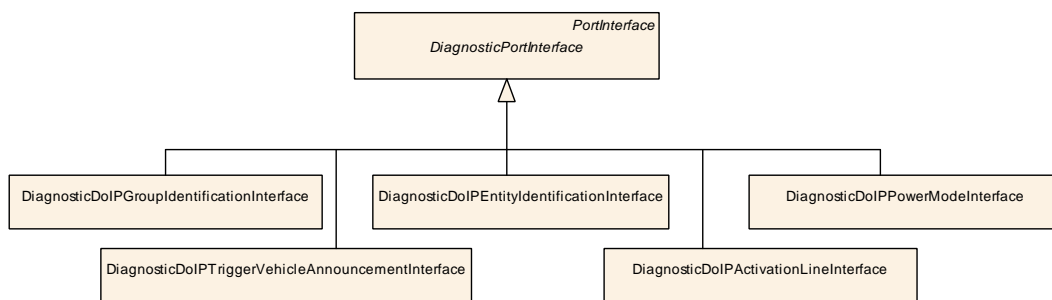 PortInterface
DiagnosticPortInterface
DiagnosticDoIPGroupIdentificationInterface
DiagnosticDoIPEntityIdentificationInterface
DiagnosticDoIPPowerModeInterface
DiagnosticDoIPTriggerVehicleAnnouncementInterface
DiagnosticDoIPActivationLineInterface